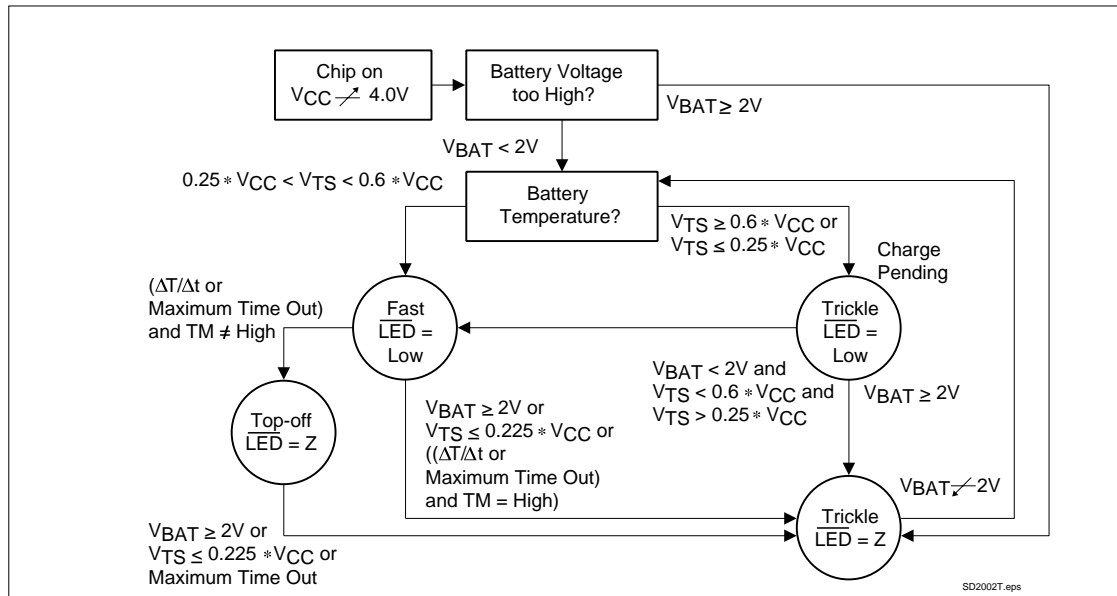 Chip on
VCC ↗ 4.0V
Battery Voltage
too High?
VBAT ≥ 2V
VBAT < 2V
0.25 ∗ VCC < VTS < 0.6 ∗ VCC
Battery
Temperature?
VTS ≥ 0.6 ∗ VCC or
VTS ≤ 0.25 ∗ VCC
Charge
Pending
(ΔT/Δt or
Maximum Time Out)
and TM ≠ High
Fast
LED =
Low
Trickle
LED =
Low
VBAT < 2V and
VTS < 0.6 ∗ VCC and
VTS > 0.25 ∗ VCC
VBAT ≥ 2V
Top-off
LED = Z
VBAT ≥ 2V or
VTS ≤ 0.225 ∗ VCC or
((ΔT/Δt or
Maximum Time Out)
and TM = High)
VBAT ↙ 2V
Trickle
LED = Z
VBAT ≥ 2V or
VTS ≤ 0.225 ∗ VCC or
Maximum Time Out
SD2002T.eps